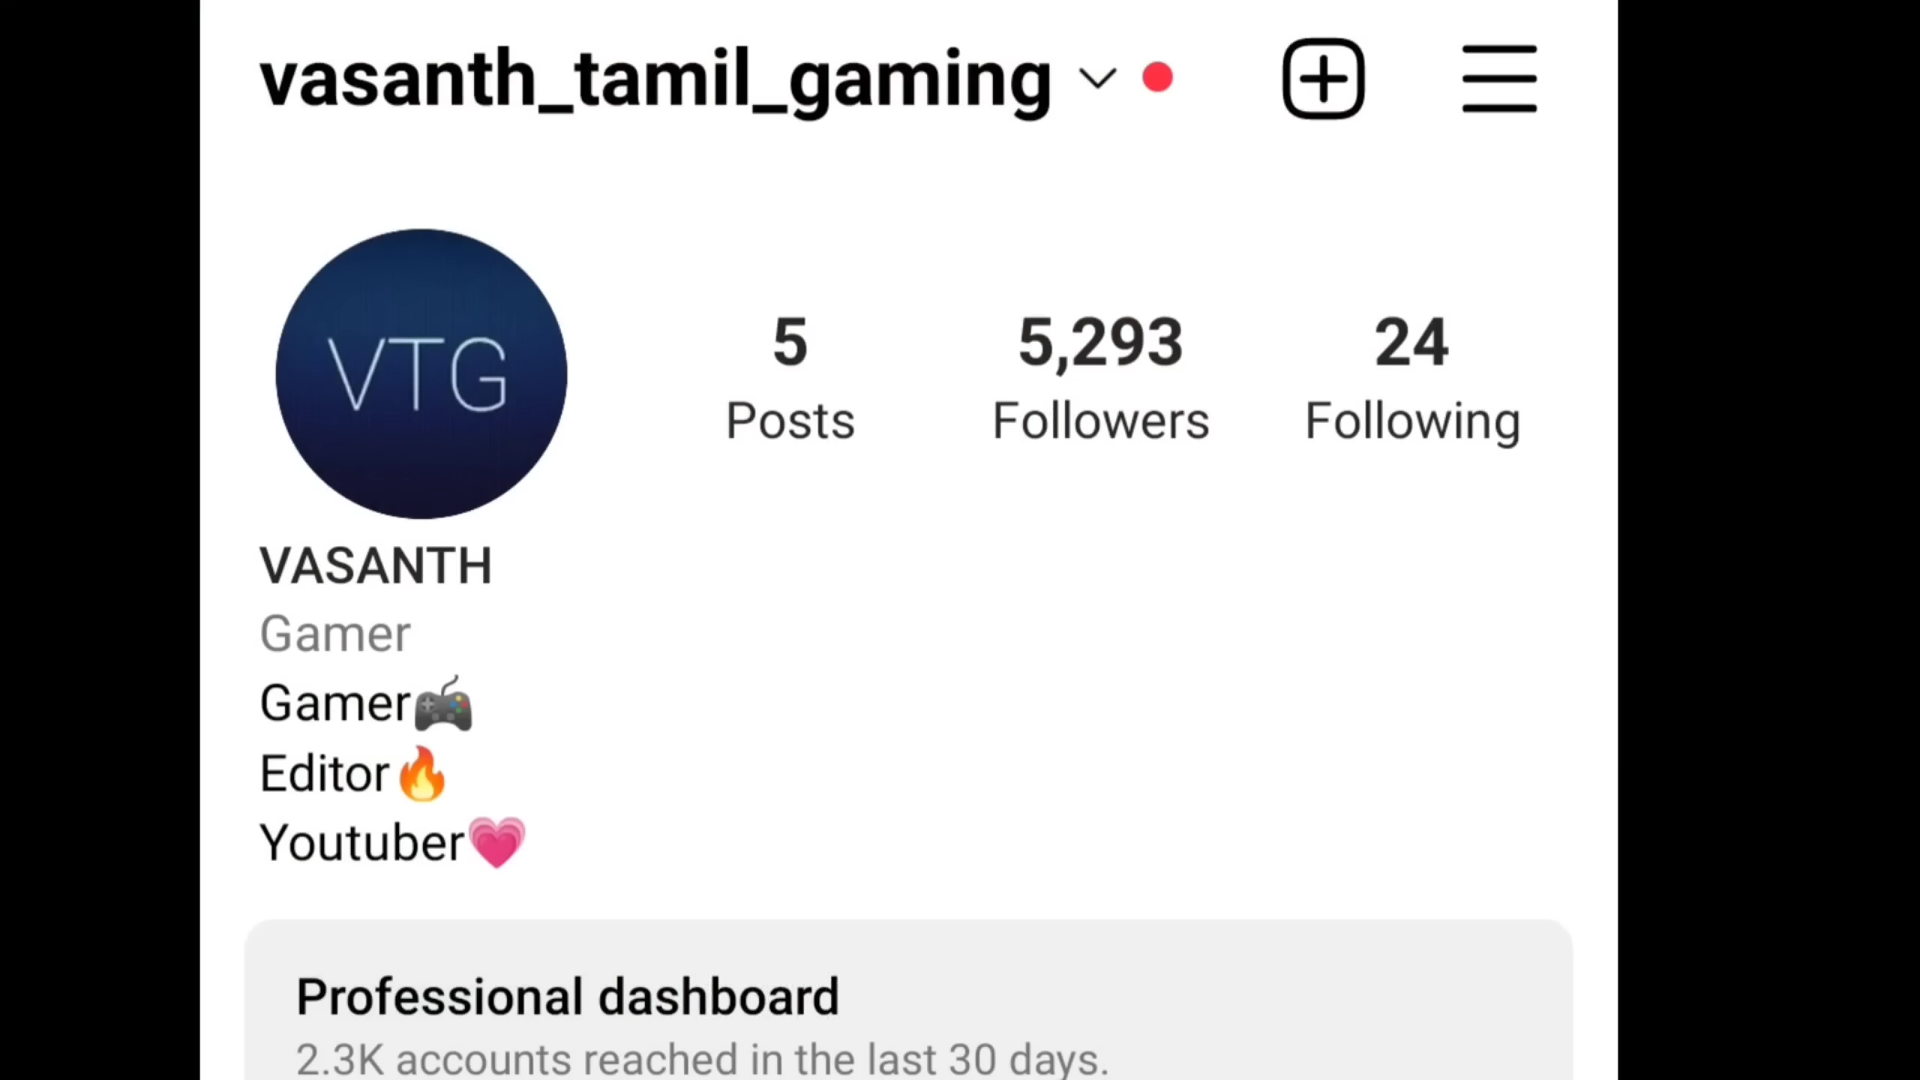 vasanth_tamil_gaming
VTG
5 5,293 24
Posts Followers Following
VASANTH
Gamer
Gamer🎮
Editor🔥
Youtuber💗
Professional dashboard
2.3K accounts reached in the last 30 days.